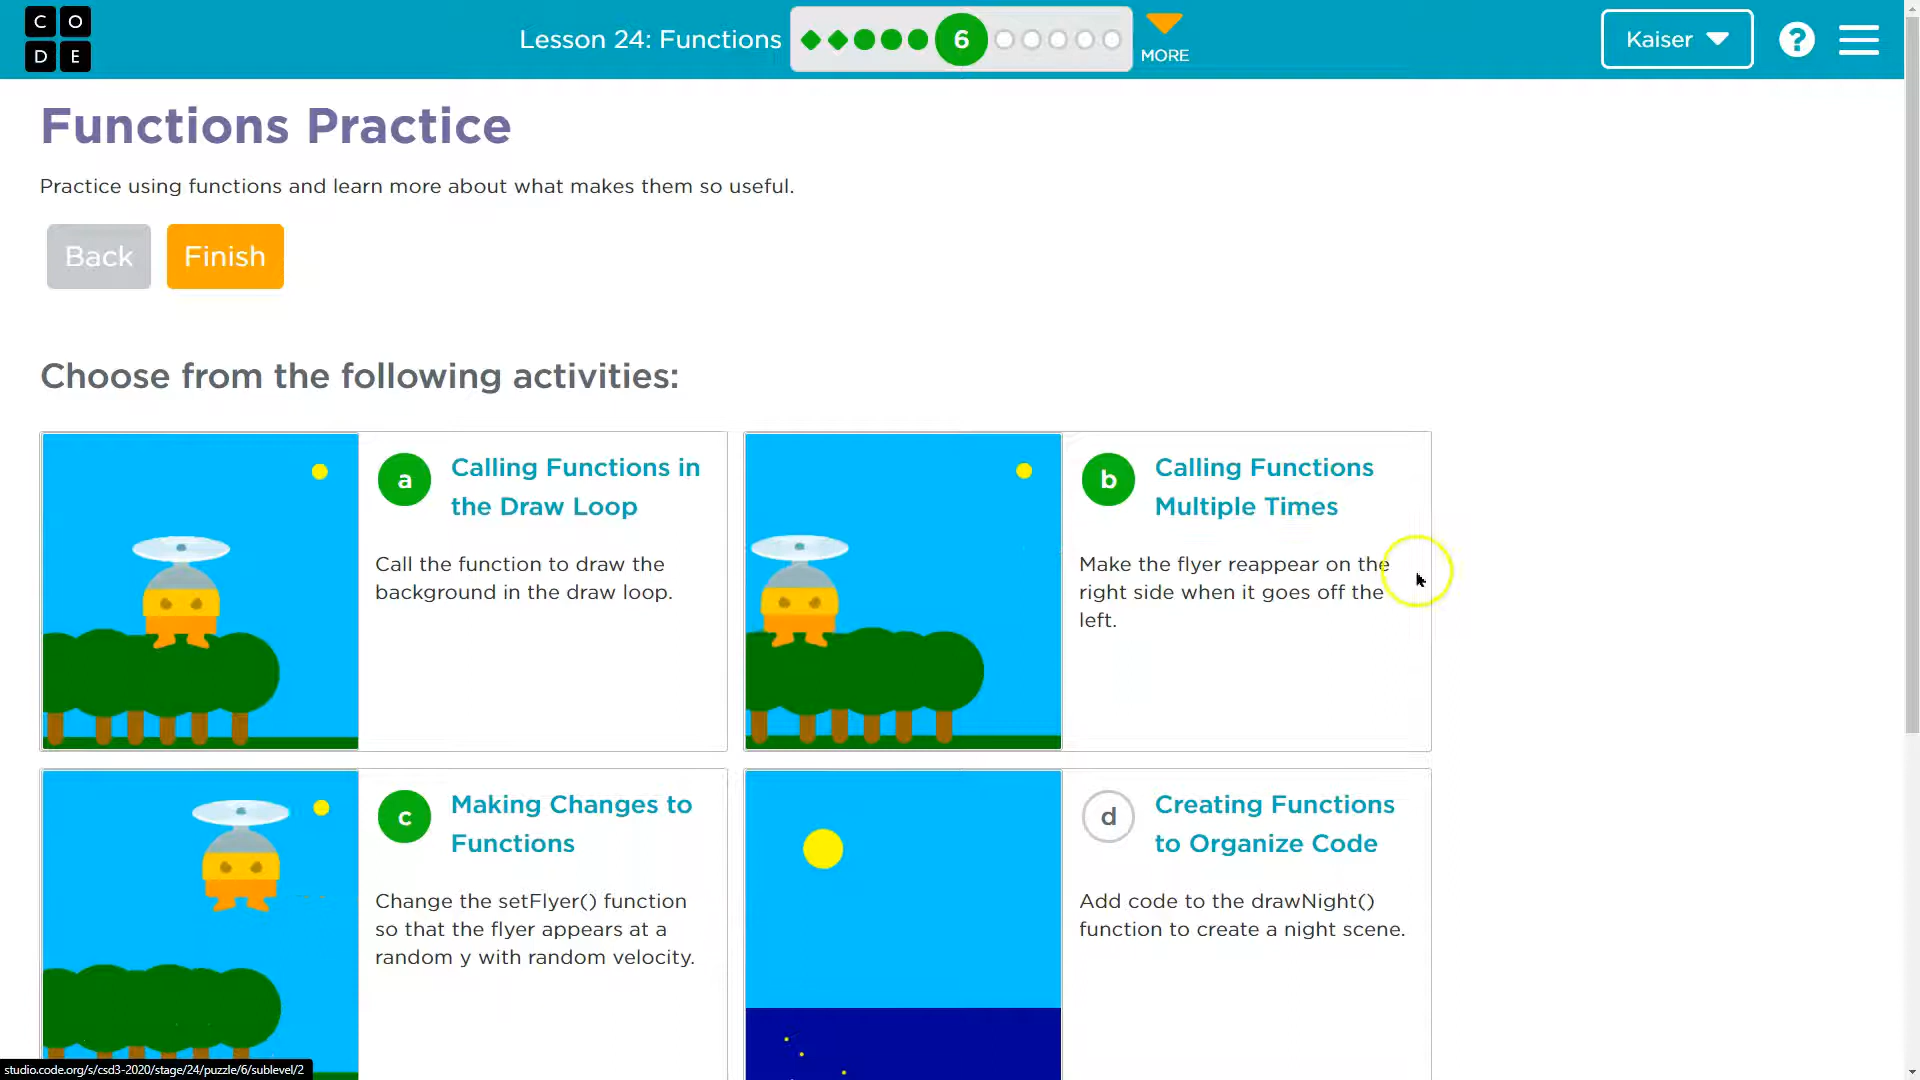 C O
D E
Lesson 24: Functions
6
MORE
Kaiser
?
Functions Practice
Practice using functions and learn more about what makes them so useful.
Back
Finish
Choose from the following activities:
a
Calling Functions in
the Draw Loop
Call the function to draw the
background in the draw loop.
b
Calling Functions
Multiple Times
Make the flyer reappear on the
right side when it goes off the
left.
c
Making Changes to
Functions
Change the setFlyer() function
so that the flyer appears at a
random y with random velocity.
d
Creating Functions
to Organize Code
Add code to the drawNight()
function to create a night scene.
studio.code.org/s/csd3-2020/stage/24/puzzle/6/sublevel/2